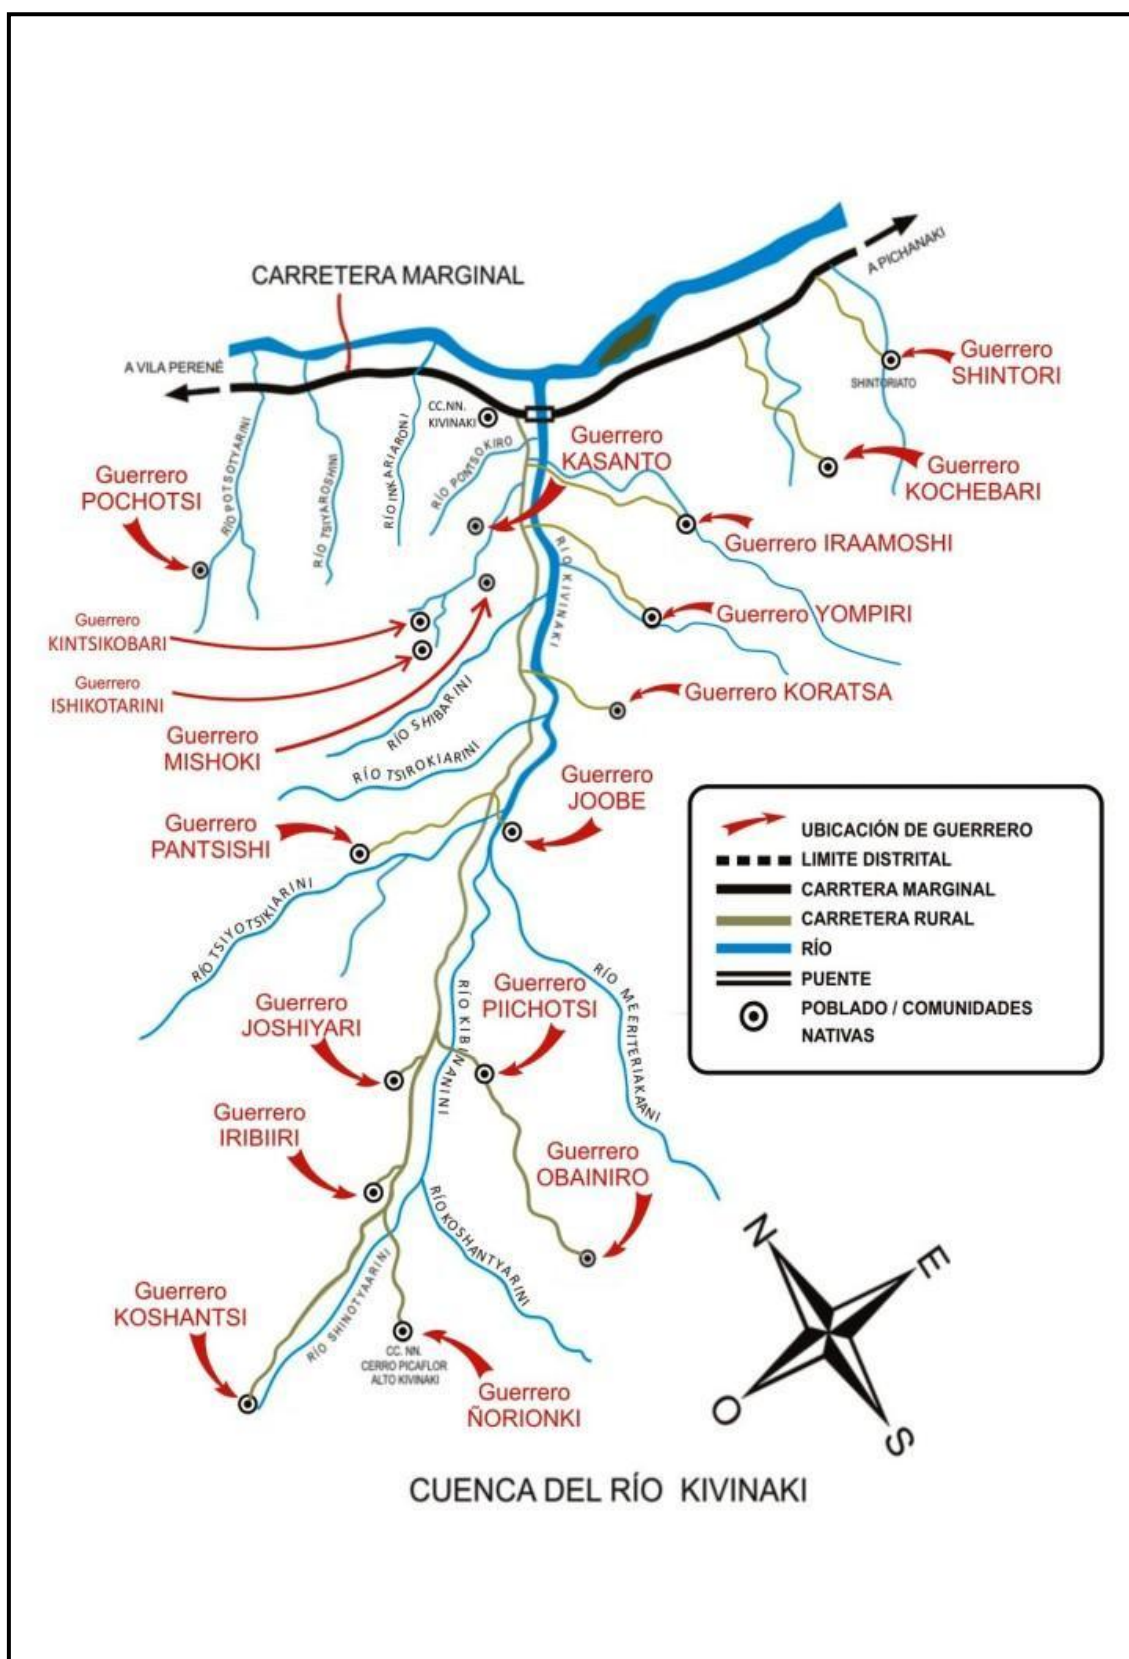 CARRETERA MARGINAL
A PICHANAKI
A VILA PERENÉ
Guerrero
SHINTORI
SHINTORIATO
CC.NN.
KIVINAKI
Guerrero
KASANTO
Guerrero
KOCHEBARI
Guerrero
POCHOTSI
RÍO POTSOTYARINI
RÍO TSIYAROSHINI
RÍO INKARIARONI
RÍO PONTSOKIRO
Guerrero IRAAMOSHI
RÍO KIVINAKI
Guerrero YOMPIRI
Guerrero
KINTSIKOBARI
Guerrero
ISHIKOTARINI
Guerrero KORATSA
Guerrero
MISHOKI
RÍO SHIBARINI
RÍO TSIROKIARINI
Guerrero
JOOBE
Guerrero
PANTSISHI
RÍO TSIYOTSIKIARINI
UBICACIÓN DE GUERRERO
LIMITE DISTRITAL
CARRTERA MARGINAL
CARRETERA RURAL
RÍO
PUENTE
POBLADO / COMUNIDADES
NATIVAS
RÍO MEERITERIAKAANI
Guerrero
PIICHOTSI
Guerrero
JOSHIYARI
RÍO KIBINANINI
Guerrero
IRIBIIRI
Guerrero
OBAINIRO
RÍO KOSHANTYARINI
RÍO SHINOTYAARINI
Guerrero
KOSHANTSI
CC. NN.
CERRO PICAFLOR
ALTO KIVINAKI
Guerrero
ÑORIONKI
N
E
O
S
CUENCA DEL RÍO KIVINAKI